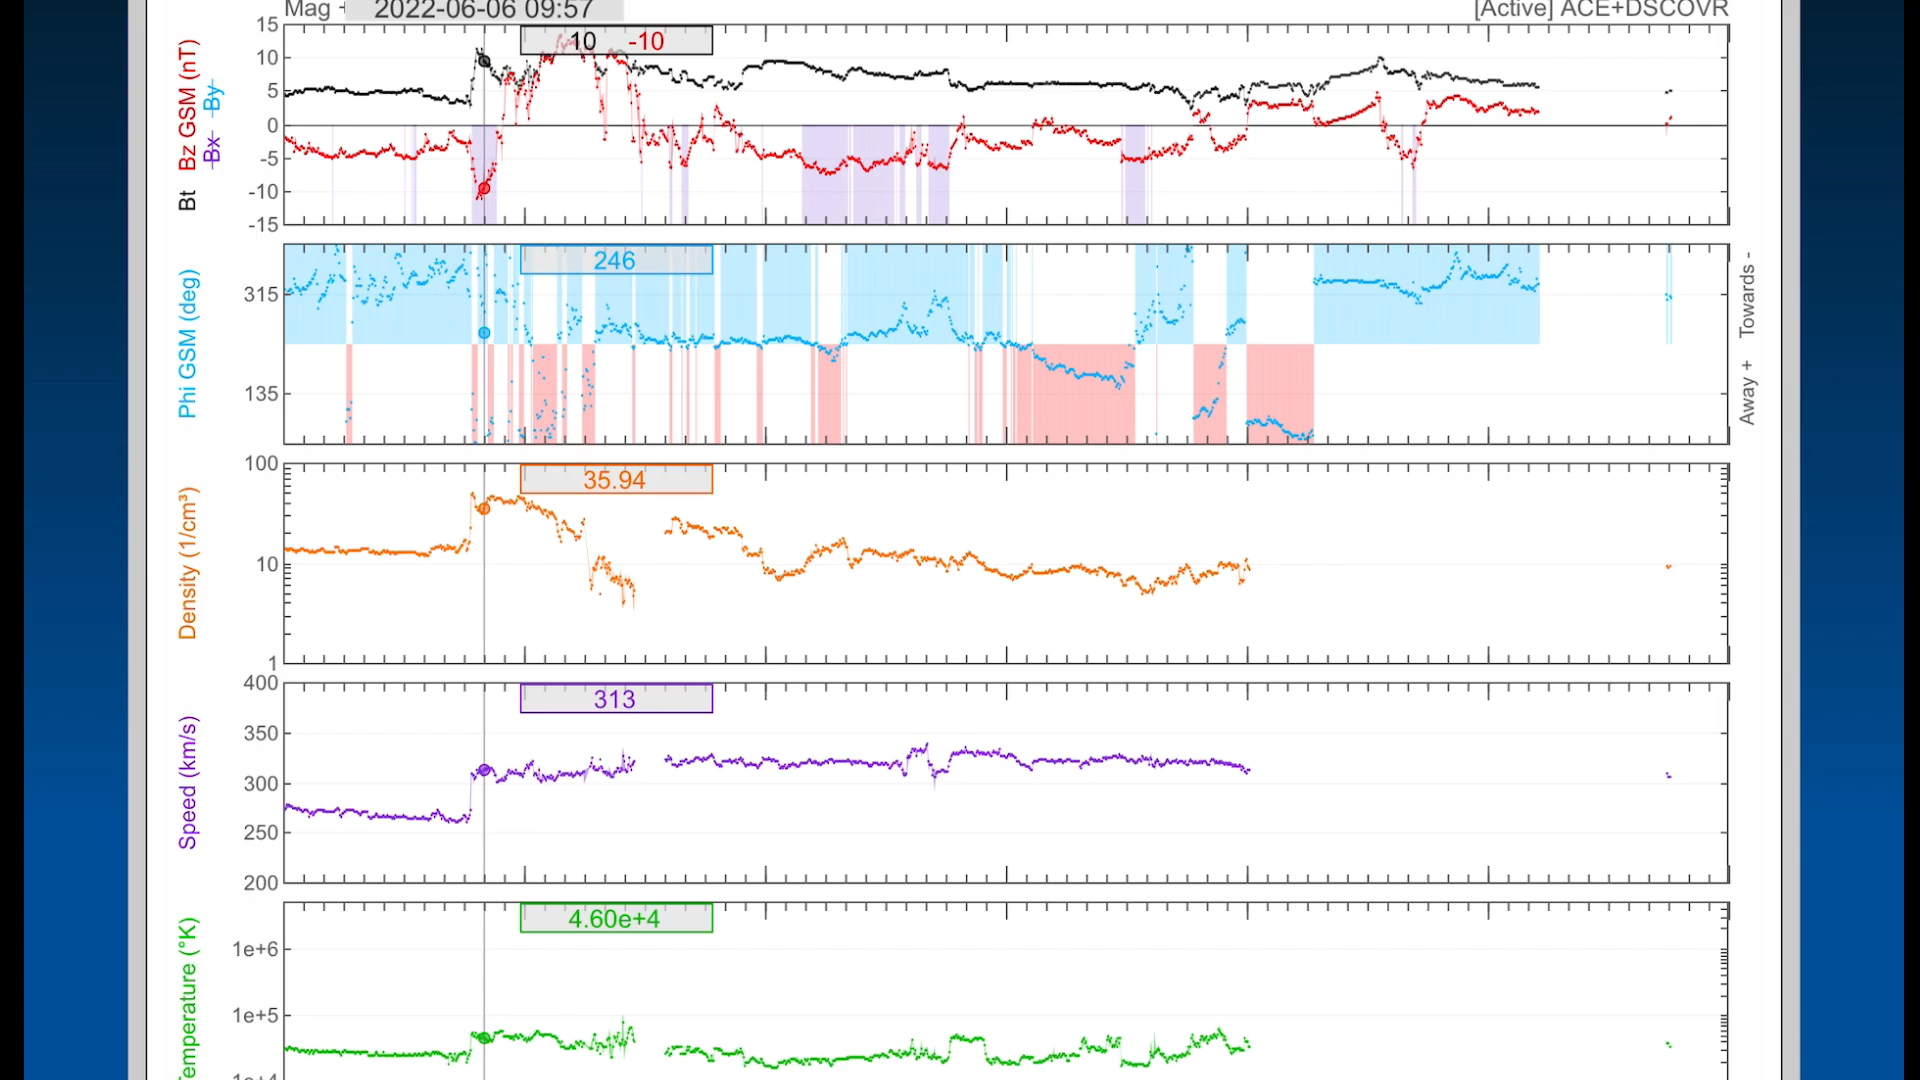 Mag + 2022-06-06 09:57 [Active] ACE+DSCOVR
10 -10
Bt Bz GSM (nT)
Bx By
15
10
5
0
-5
-10
-15
246
Phi GSM (deg)
315
135
Away + Towards -
35.94
Density (1/cm³)
100
10
1
313
Speed (km/s)
400
350
300
250
200
4.60e+4
Temperature (°K)
1e+6
1e+5
1e+4